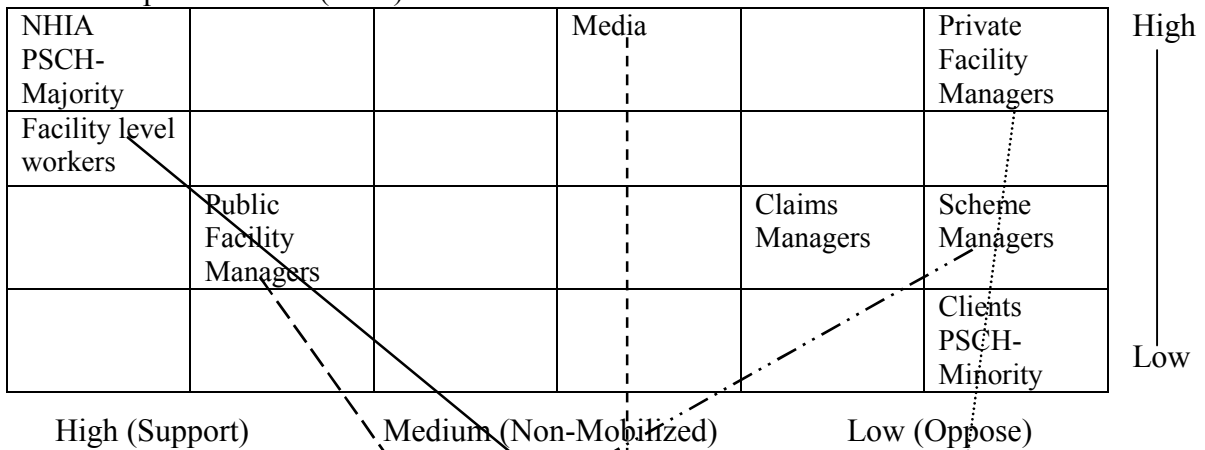 NHIA
PSCH-
Majority
Media
Private
Facility
Managers
High
Facility level
workers
Public
Facility
Managers
Claims
Managers
Scheme
Managers
Clients
PSCH-
Minority
Low
High (Support)
Medium (Non-Mobilized)
Low (Oppose)